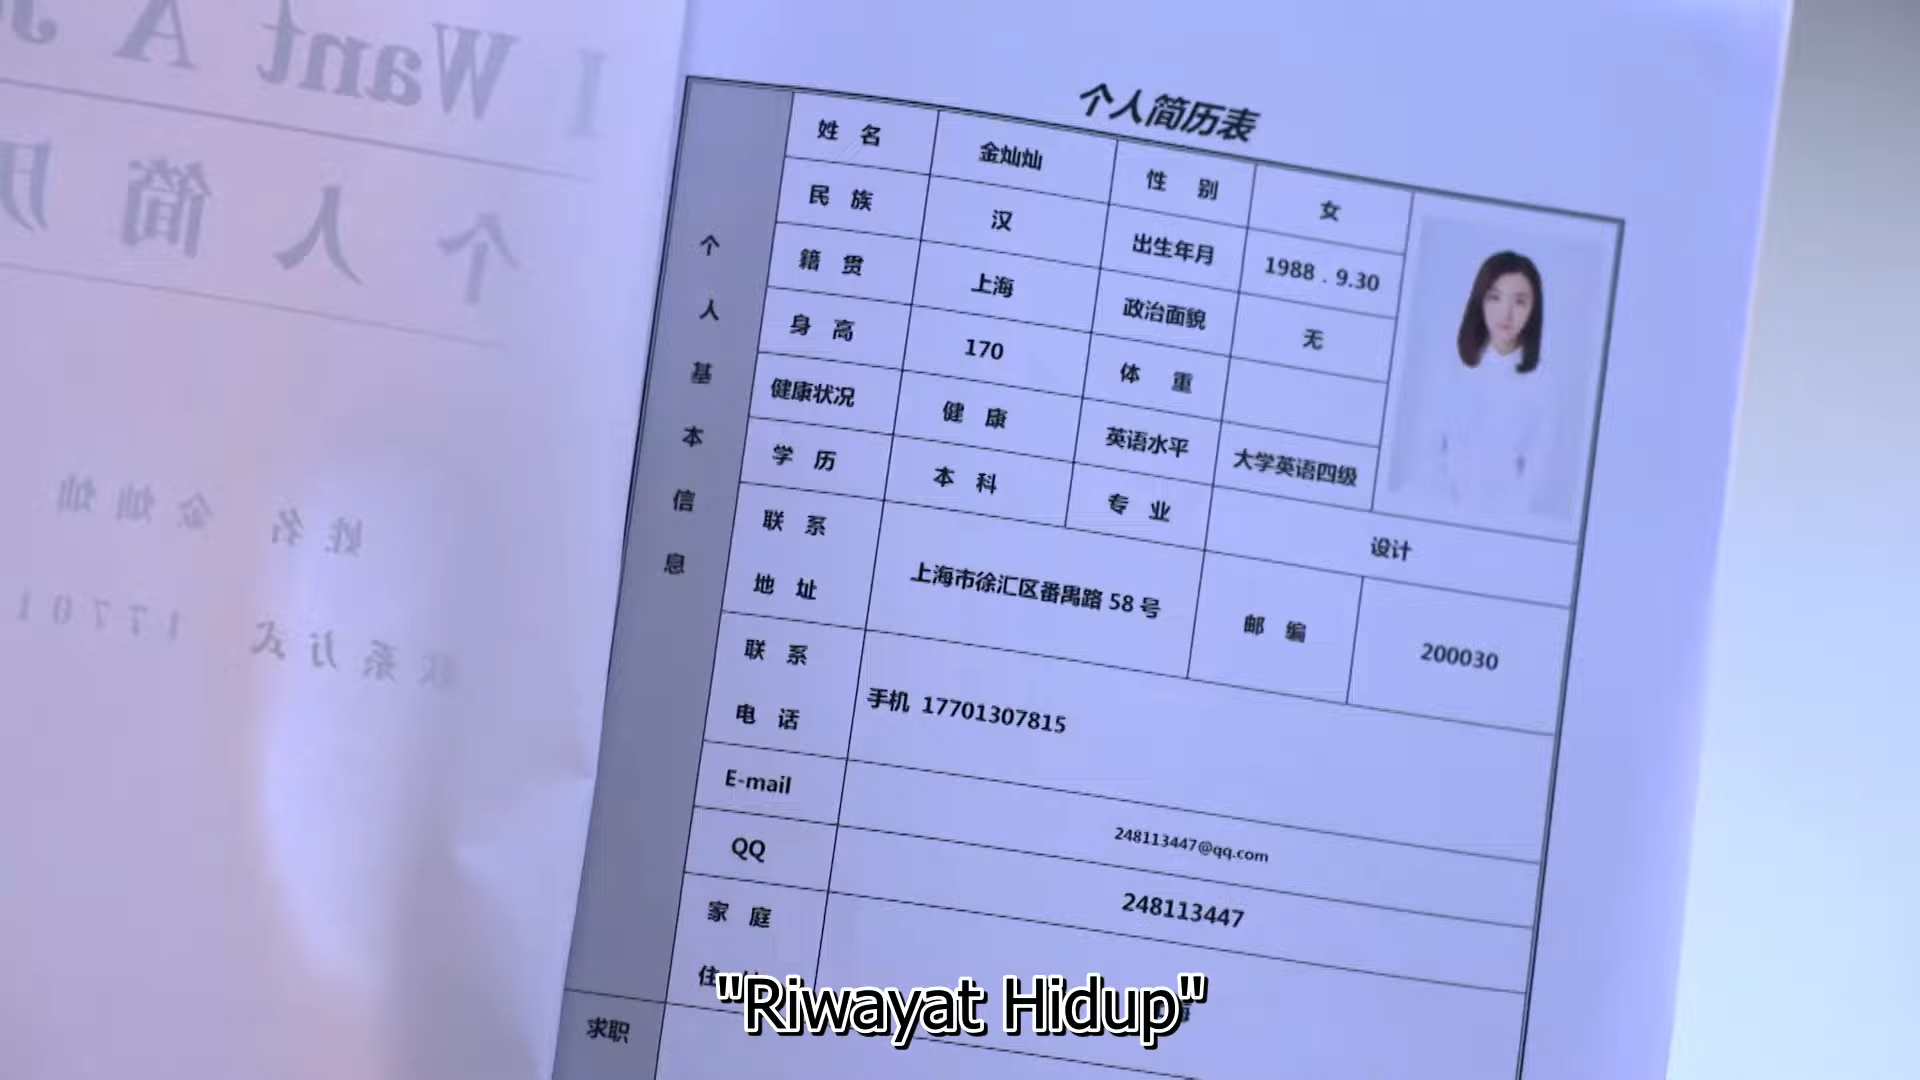 I Want A J
个人简历
姓名 金灿灿
联系方式 17701
个人简历表
个人基本信息
姓 名 金灿灿 性 别 女
民 族 汉 出生年月 1988 . 9.30
籍 贯 上海 政治面貌 无
身 高 170 体 重
健康状况 健 康 英语水平 大学英语四级
学 历 本 科 专 业 设计
联 系 地 址 上海市徐汇区番禺路 58 号 邮 编 200030
联 系 电 话 手机 17701307815
E-mail 248113447@qq.com
QQ 248113447
家 庭
住
求职
"Riwayat Hidup"